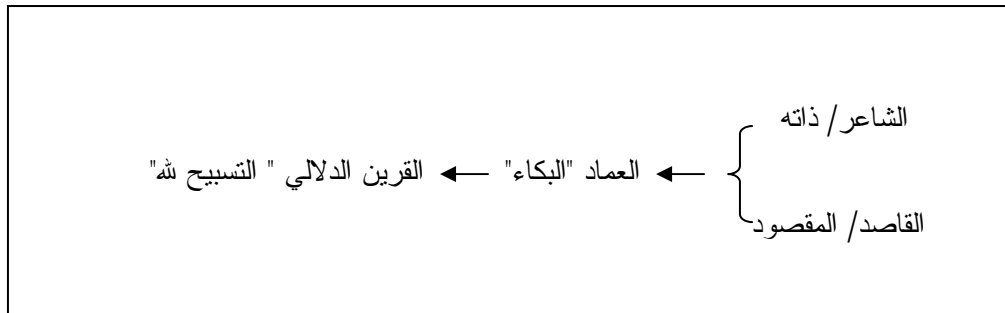 الشاعر/ ذاته
العماد "البكاء" القرين الدلالي " التسبيح لله"
القاصد/ المقصود